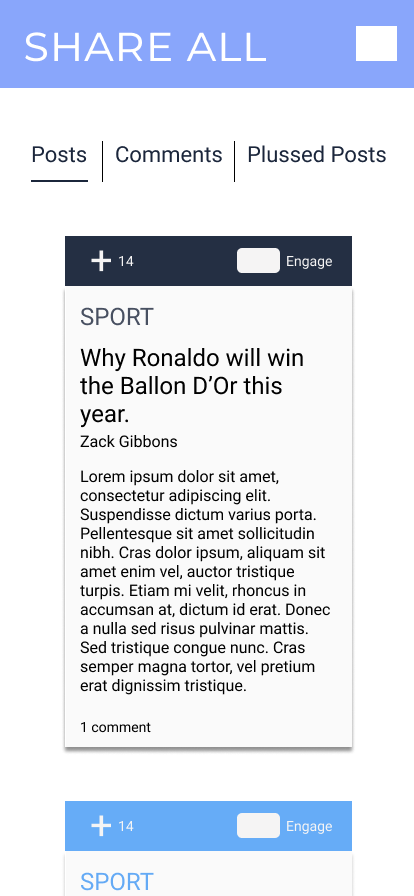 SHARE ALL
Posts Comments Plussed Posts
14 Engage
SPORT
Why Ronaldo will win
the Ballon D’Or this
year.
Zack Gibbons
Lorem ipsum dolor sit amet,
consectetur adipiscing elit.
Suspendisse dictum varius porta.
Pellentesque sit amet sollicitudin
nibh. Cras dolor ipsum, aliquam sit
amet enim vel, auctor tristique
turpis. Etiam mi velit, rhoncus in
accumsan at, dictum id erat. Donec
a nulla sed risus pulvinar mattis.
Sed tristique congue nunc. Cras
semper magna tortor, vel pretium
erat dignissim tristique.
1 comment
14 Engage
SPORT